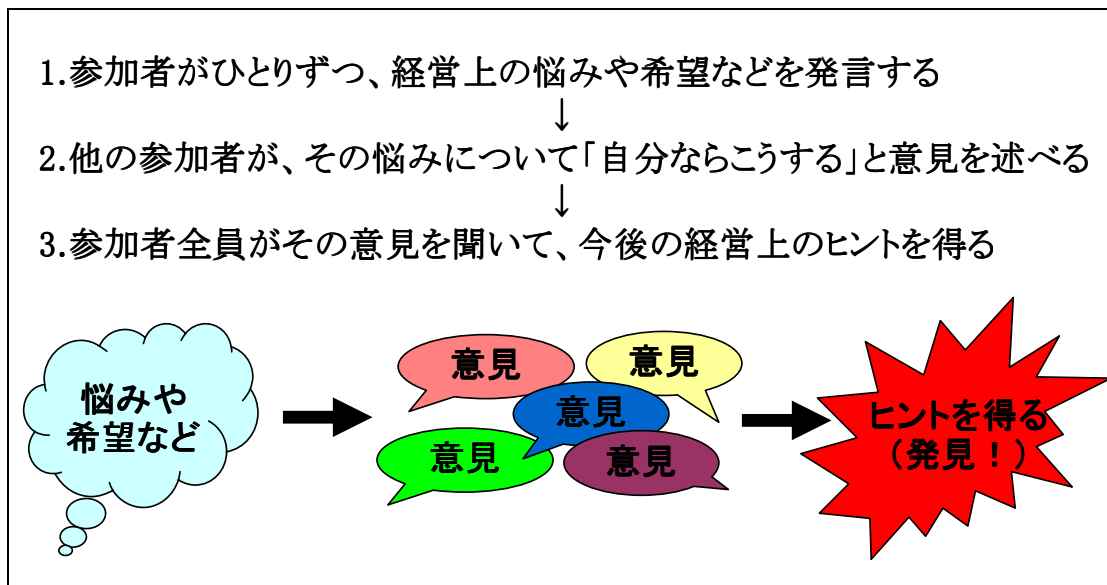 1.参加者がひとりずつ、経営上の悩みや希望などを発言する
↓
2.他の参加者が、その悩みについて「自分ならこうする」と意見を述べる
↓
3.参加者全員がその意見を聞いて、今後の経営上のヒントを得る
悩みや
希望など
意見
意見
意見
意見
意見
ヒントを得る
(発見!)